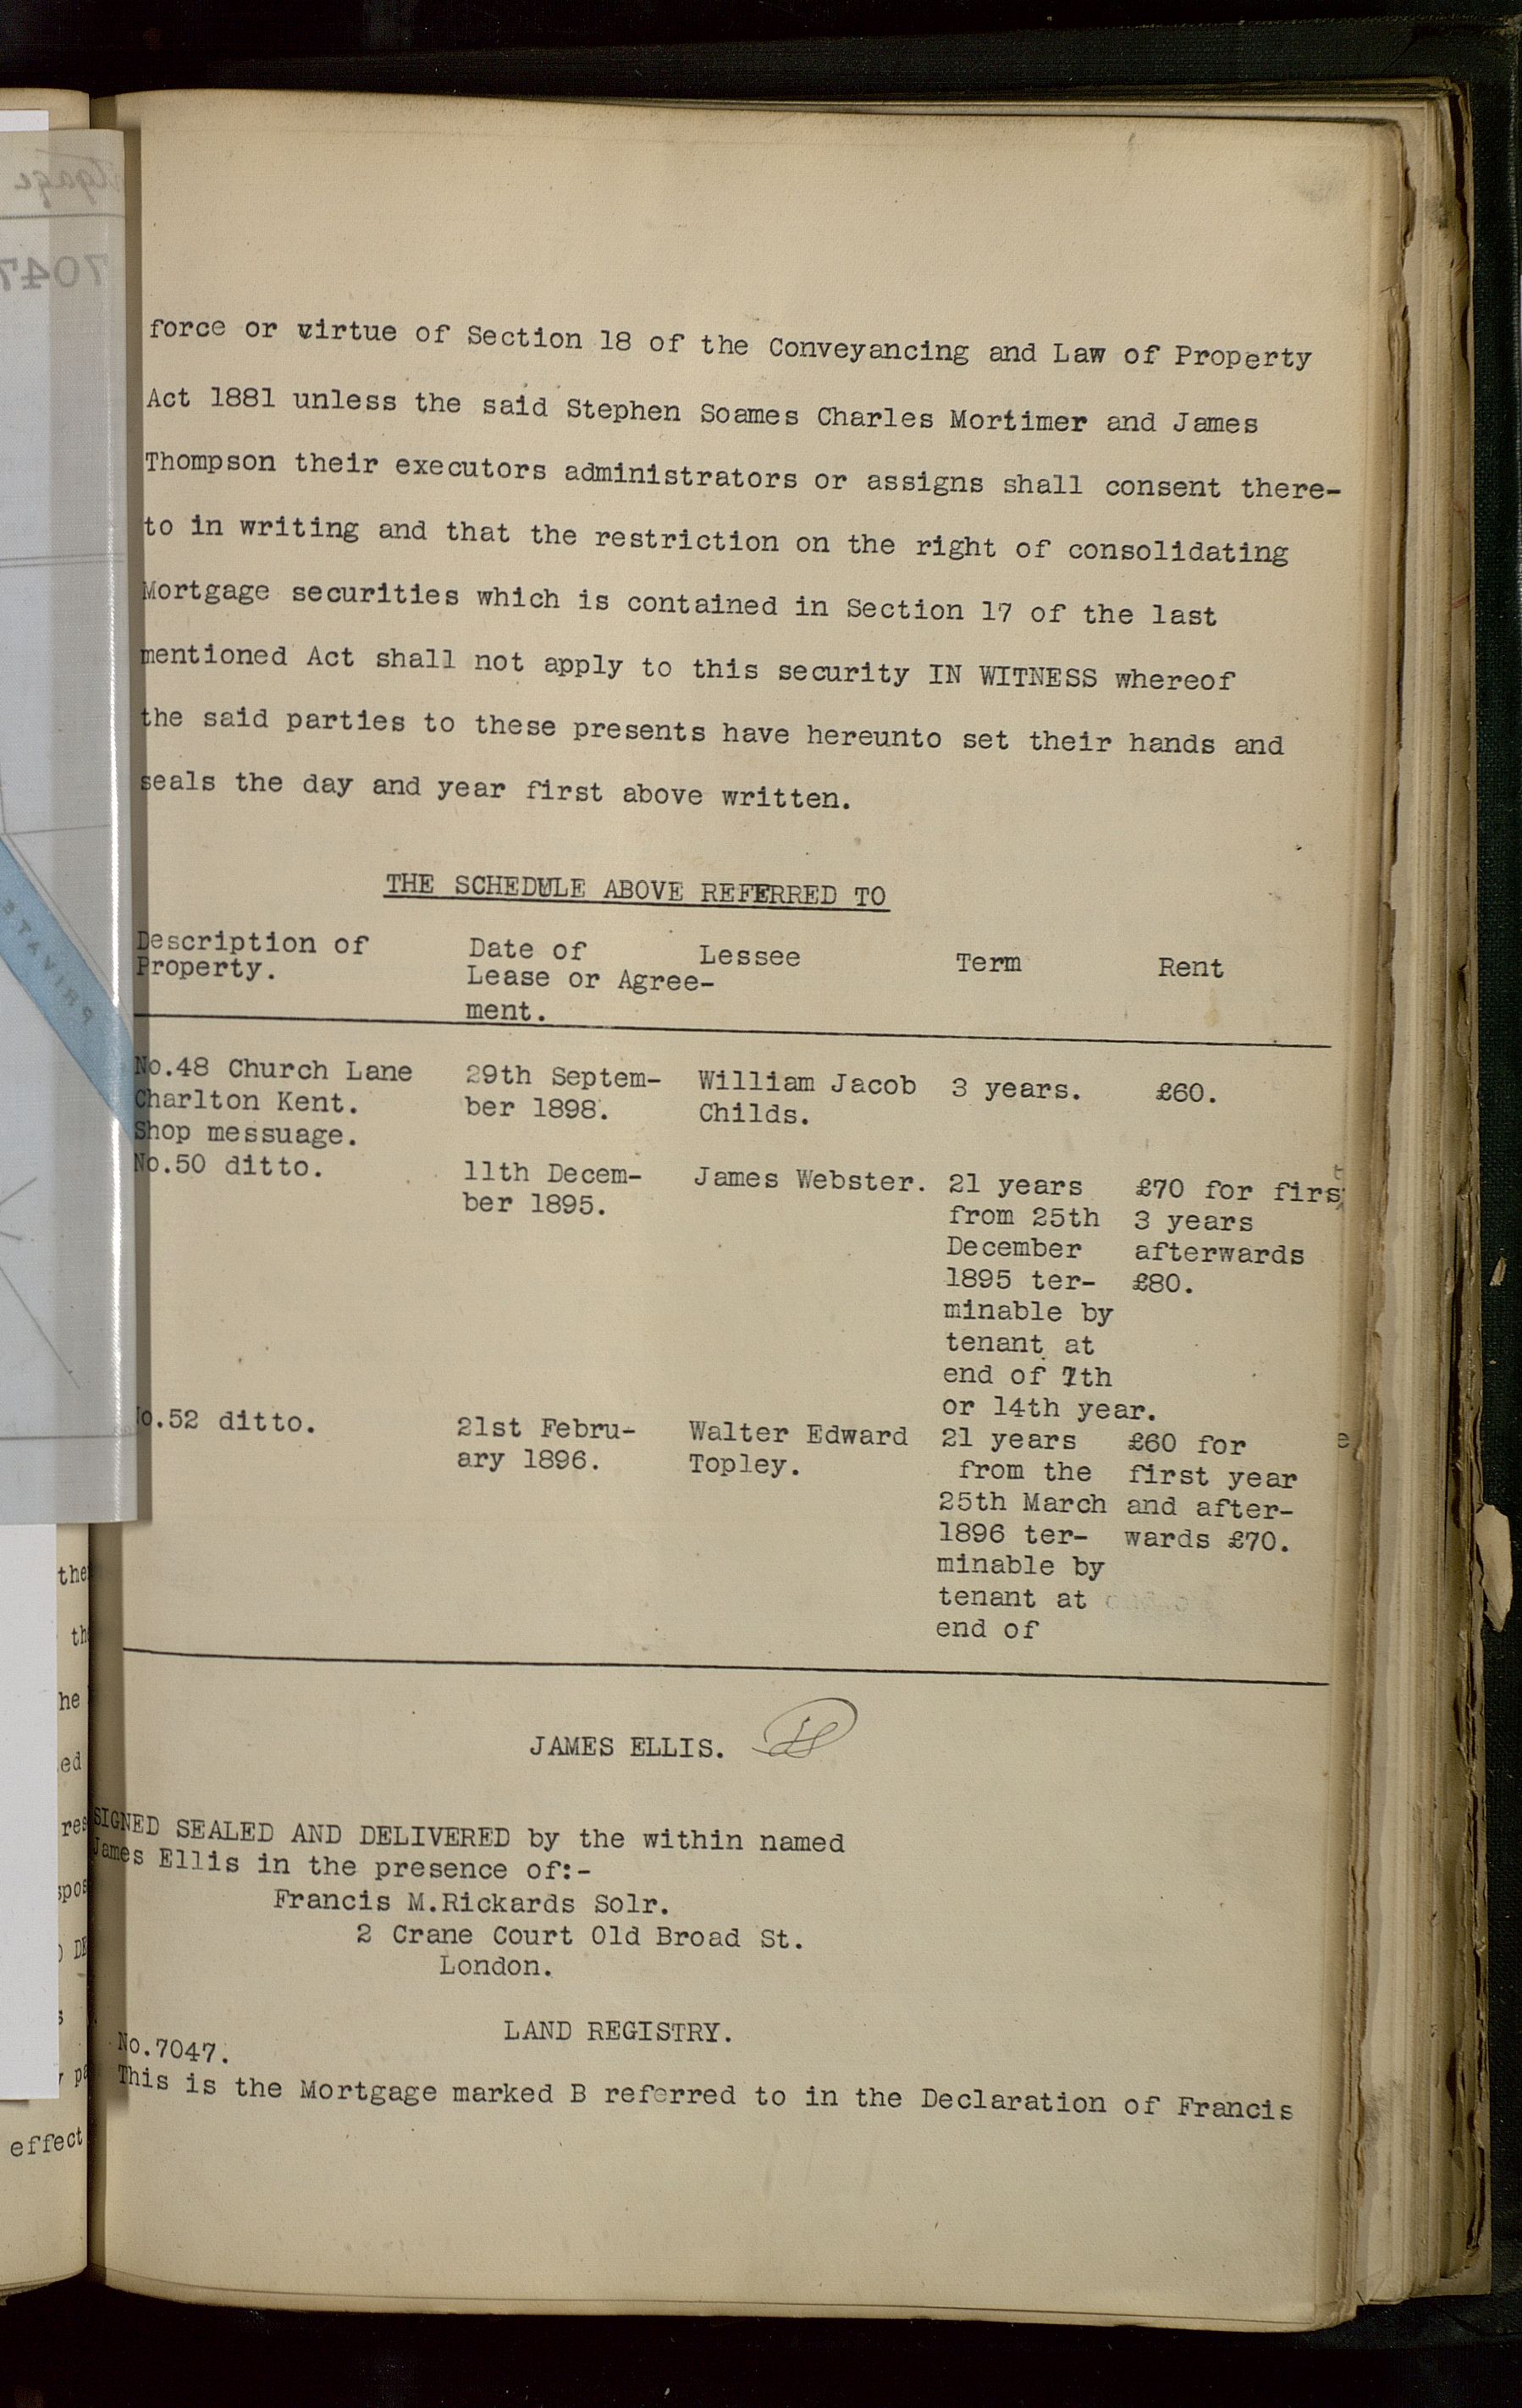 force or virtue of Section 18 of the Conveyancing and Law of Property
Act 1881 unless the said Stephen Soames Charles Mortimer and James
Thompson their executors administrators or assigns shall consent there-
to in writing and that the restriction on the right of consolidating
Mortgage securities which is contained in Section 17 of the last
mentioned Act shall not apply to this security IN WITNESS whereof
the said parties to these presents have hereunto set their hands and
seals the day and year first above written.
THE SCHEDULE ABOVE REFERRED TO
Description of Property.
Date of Lease or Agree-
ment.
Lessee
Term
Rent
No.48 Church Lane
Charlton Kent.
Shop messuage.
29th Septem-
ber 1898.
William Jacob
Childs.
3 years.
£60.
No.50 ditto.
11th Decem-
ber 1895.
James Webster.
21 years
from 25th
December
1895 ter-
minable by
tenant at
end of 7th
or 14th year.
£70 for first
3 years
afterwards
£80.
No.52 ditto.
21st Febru-
ary 1896.
Walter Edward
Topley.
21 years
from the
25th March
1896 ter-
minable by
tenant at
end of
£60 for
first year
and after-
wards £70.
JAMES ELLIS.
SIGNED SEALED AND DELIVERED by the within named
James Ellis in the presence of:-
Francis M.Rickards Solr.
2 Crane Court Old Broad St.
London.
LAND REGISTRY.
No.7047.
This is the Mortgage marked B referred to in the Declaration of Francis
7047
PRIVATE
effect